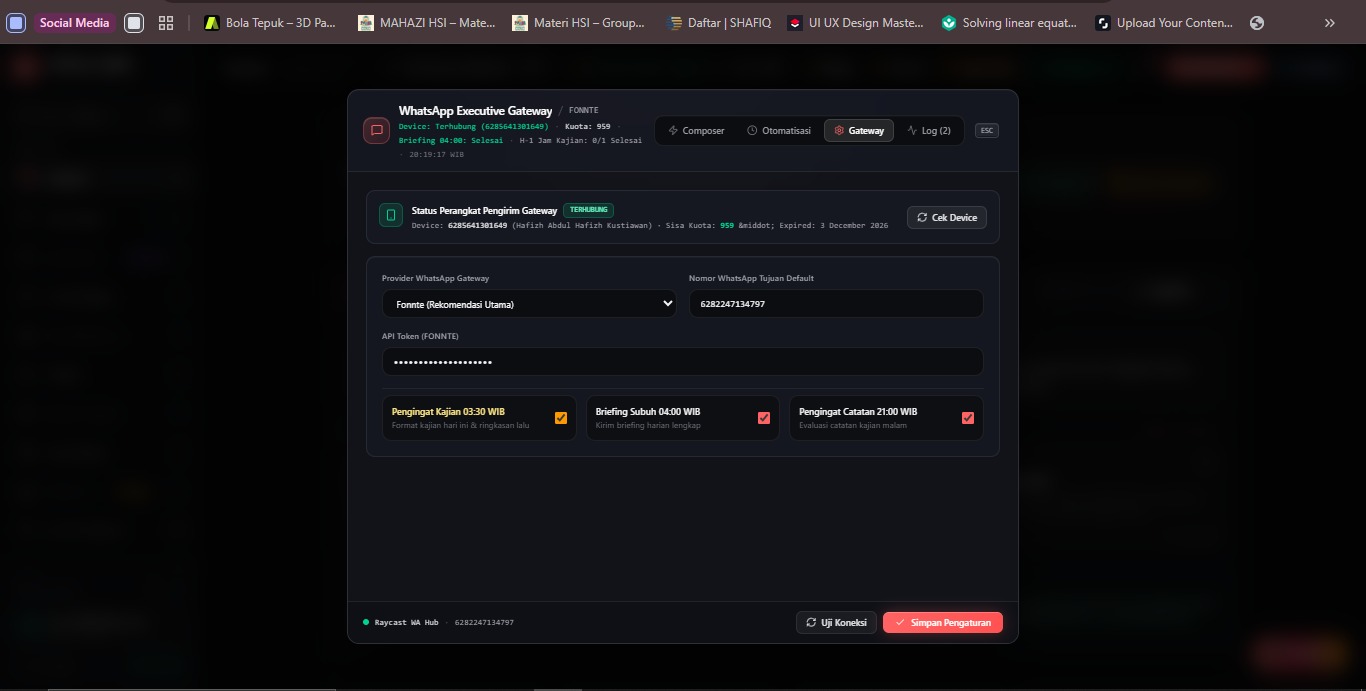 Social Media
Bola Tepuk – 3D Pa...
MAHAZI HSI – Mate...
Materi HSI – Group...
Daftar | SHAFIQ
UI UX Design Maste...
Solving linear equat...
Upload Your Conten...
WhatsApp Executive Gateway / FONNTE
Device: Terhubung (6285641301649) · Kuota: 959 ·
Briefing 04:00: Selesai · H-1 Jam Kajian: 0/1 Selesai
· 20:19:17 WIB
Composer
Otomatisasi
Gateway
Log (2)
ESC
Status Perangkat Pengirim Gateway TERHUBUNG
Device: 6285641301649 (Hafizh Abdul Hafizh Kustiawan) · Sisa Kuota: 959 &middot; Expired: 3 December 2026
Cek Device
Provider WhatsApp Gateway
Fonnte (Rekomendasi Utama)
Nomor WhatsApp Tujuan Default
6282247134797
API Token (FONNTE)
••••••••••••••••••••
Pengingat Kajian 03:30 WIB
Format kajian hari ini & ringkasan lalu
Briefing Subuh 04:00 WIB
Kirim briefing harian lengkap
Pengingat Catatan 21:00 WIB
Evaluasi catatan kajian malam
Raycast WA Hub · 6282247134797
Uji Koneksi
Simpan Pengaturan